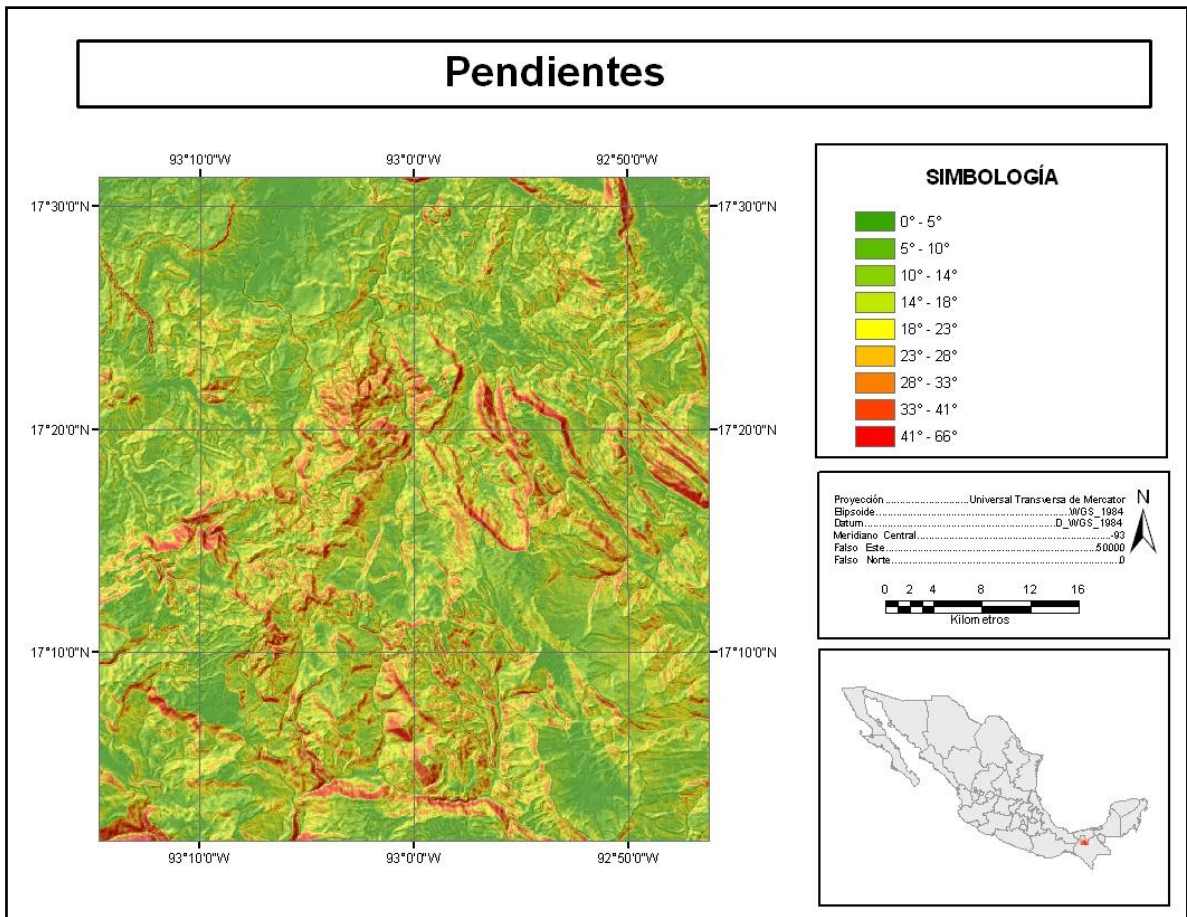 Pendientes
93°10'0"W
93°0'0"W
92°50'0"W
17°30'0"N
17°30'0"N
17°20'0"N
17°20'0"N
17°10'0"N
17°10'0"N
93°10'0"W
93°0'0"W
92°50'0"W
SIMBOLOGÍA
0° - 5°
5° - 10°
10° - 14°
14° - 18°
18° - 23°
23° - 28°
28° - 33°
33° - 41°
41° - 66°
Proyección.........................Universal Transversa de Mercator
Elipsoide..........................................................WGS_1984
Datum..........................................................D_WGS_1984
Meridiano Central......................................................-93
Falso Este...............................................................50000
Falso Norte..................................................................0
N
0 2 4 8 12 16
Kilometros